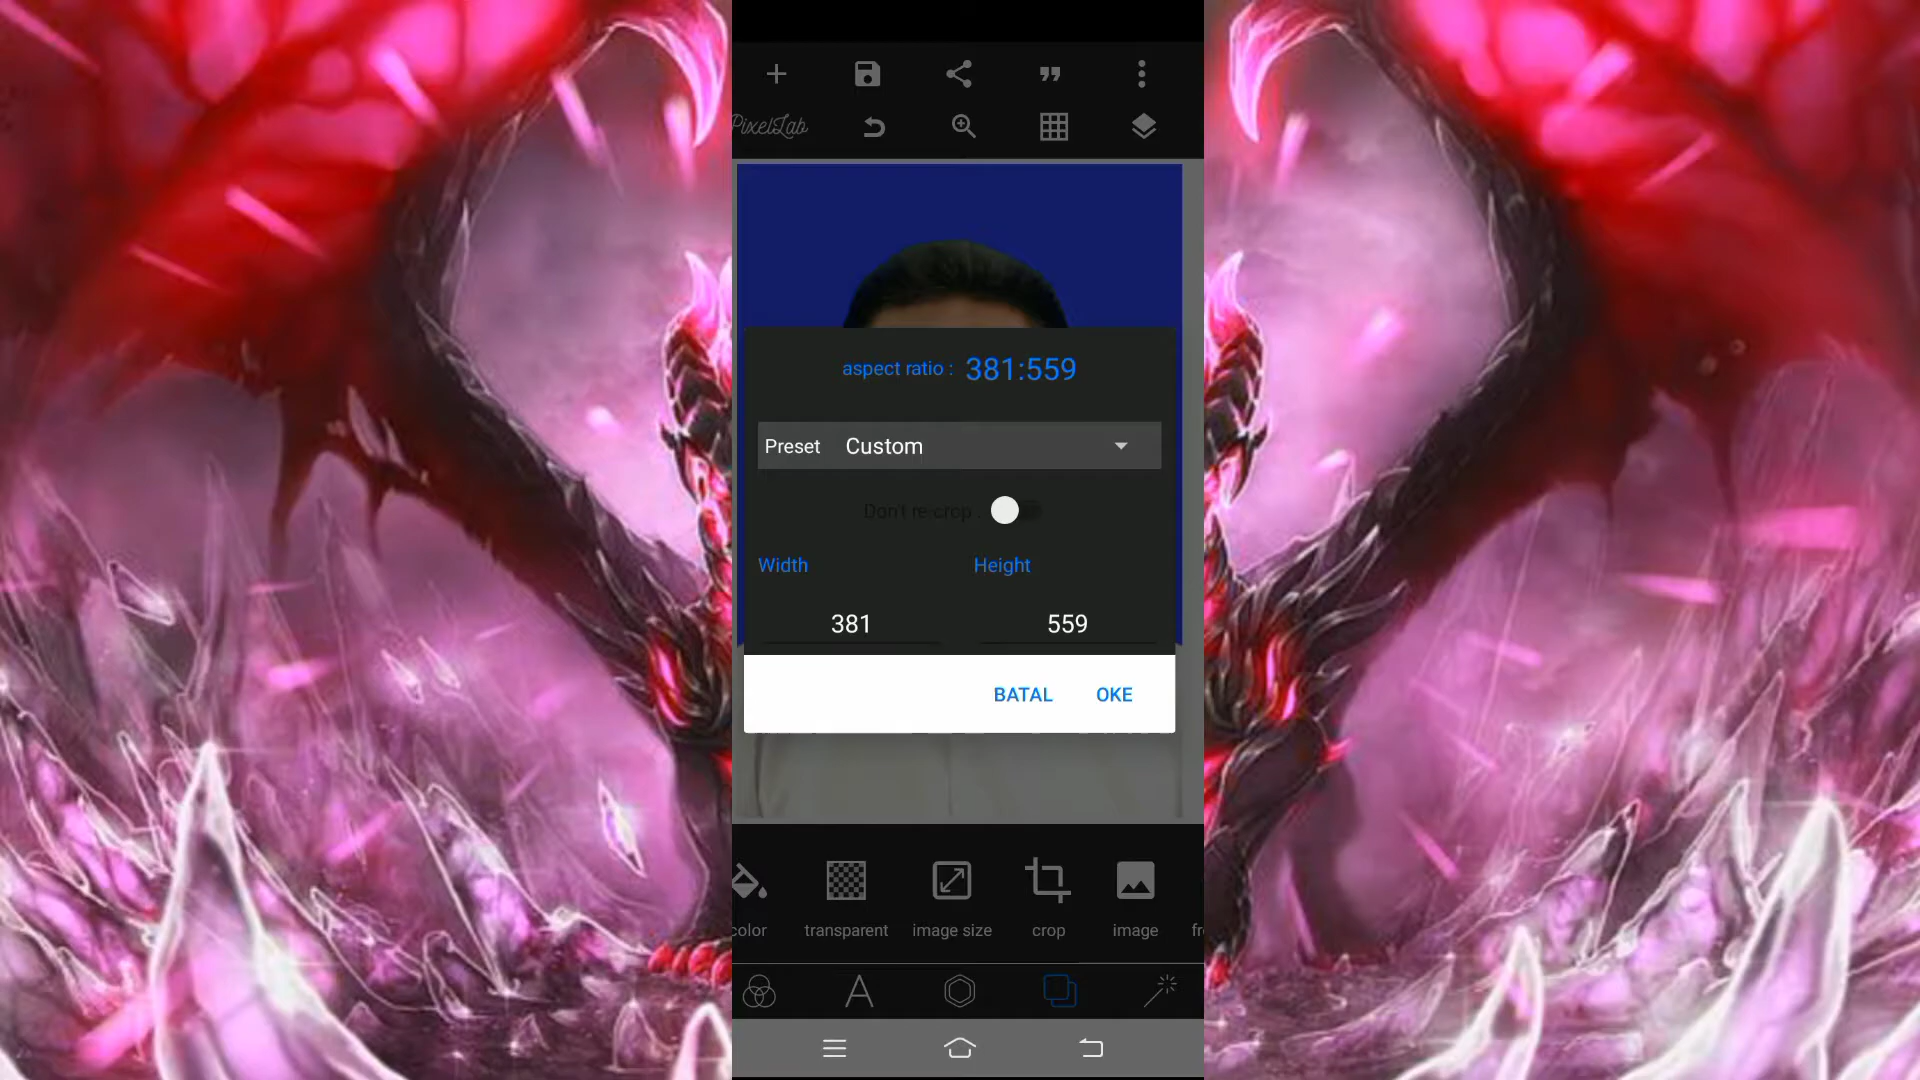 PixelLab
aspect ratio : 381:559
Preset Custom
Don't re crop :
Width Height
381 559
BATAL OKE
color transparent image size crop image fr